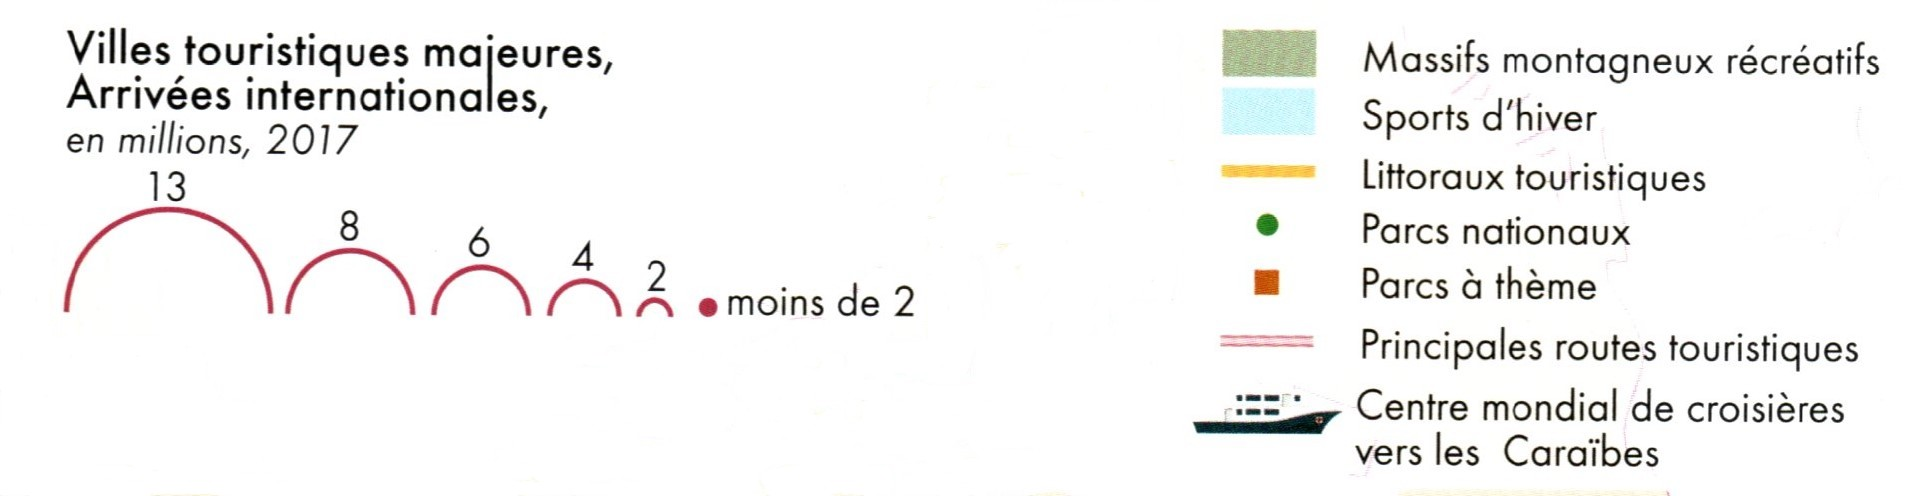 Villes touristiques majeures,
Arrivées internationales,
en millions, 2017
13
8
6
4
2
moins de 2
Massifs montagneux récréatifs
Sports d'hiver
Littoraux touristiques
Parcs nationaux
Parcs à thème
Principales routes touristiques
Centre mondial de croisières
vers les Caraïbes